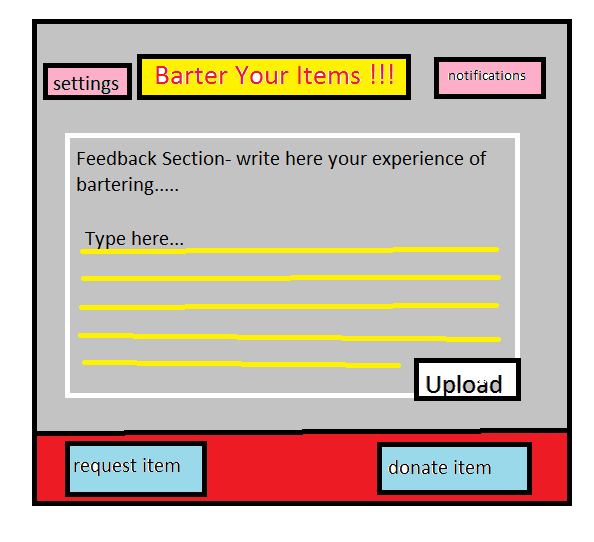 settings
Barter Your Items !!!
notifications
Feedback Section- write here your experience of
bartering.....
Type here...
Upload
request item
donate item